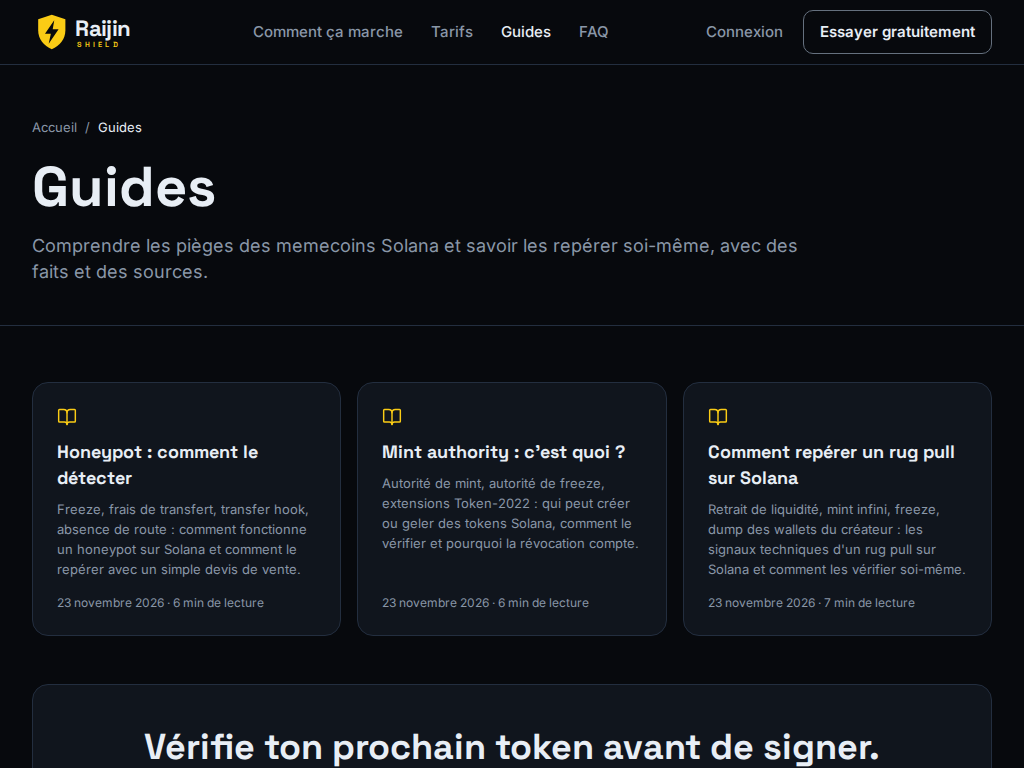 Raijin
SHIELD
Comment ça marche
Tarifs
Guides
FAQ
Connexion
Essayer gratuitement
Accueil / Guides
Guides
Comprendre les pièges des memecoins Solana et savoir les repérer soi-même, avec des
faits et des sources.
Honeypot : comment le
détecter
Freeze, frais de transfert, transfer hook,
absence de route : comment fonctionne
un honeypot sur Solana et comment le
repérer avec un simple devis de vente.
23 novembre 2026 · 6 min de lecture
Mint authority : c’est quoi ?
Autorité de mint, autorité de freeze,
extensions Token-2022 : qui peut créer
ou geler des tokens Solana, comment le
vérifier et pourquoi la révocation compte.
23 novembre 2026 · 6 min de lecture
Comment repérer un rug pull
sur Solana
Retrait de liquidité, mint infini, freeze,
dump des wallets du créateur : les
signaux techniques d'un rug pull sur
Solana et comment les vérifier soi-même.
23 novembre 2026 · 7 min de lecture
Vérifie ton prochain token avant de signer.